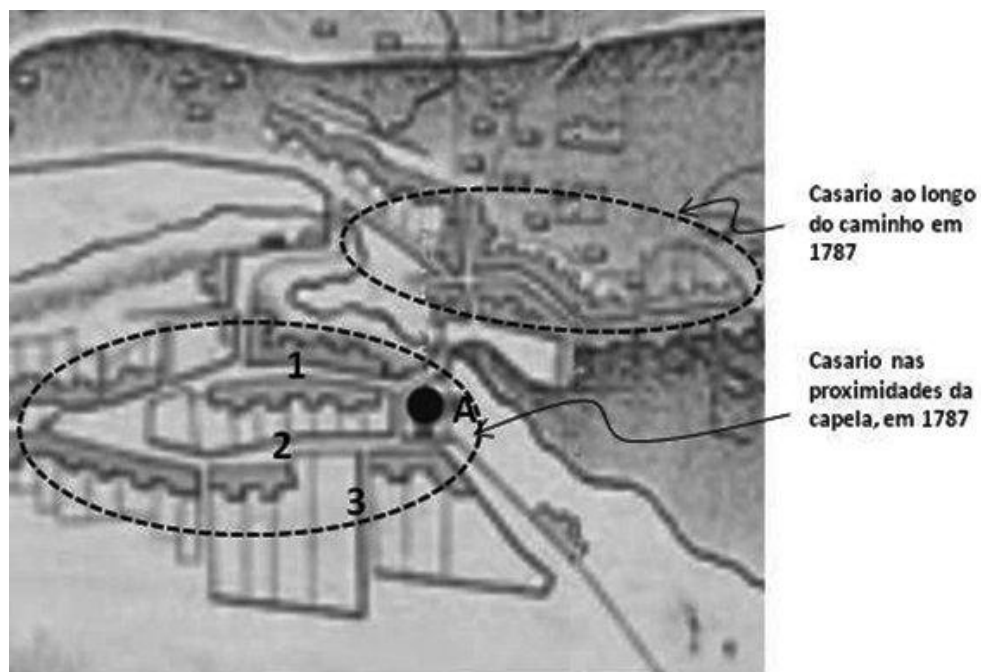 Casario ao longo
do caminho em
1787
1
A
2
3
Casario nas
proximidades da
capela, em 1787